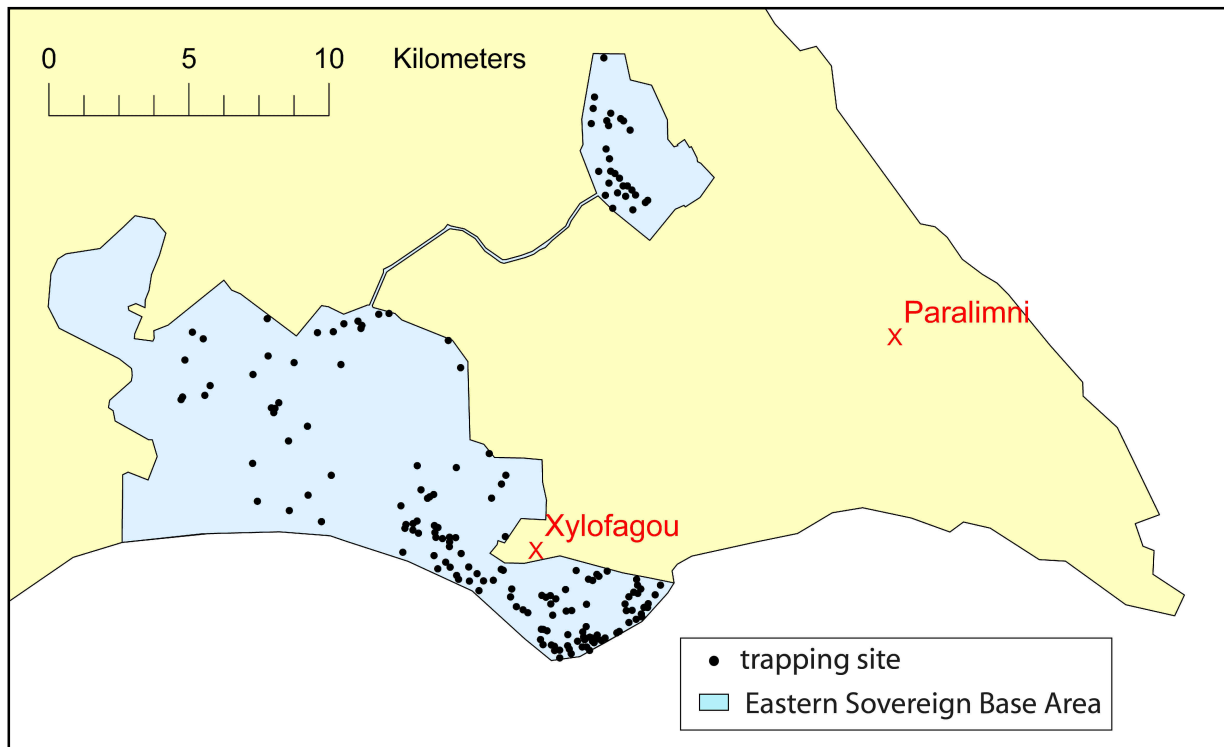 0 5 10 Kilometers
Paralimni
X
Xylofagou
X
trapping site
Eastern Sovereign Base Area